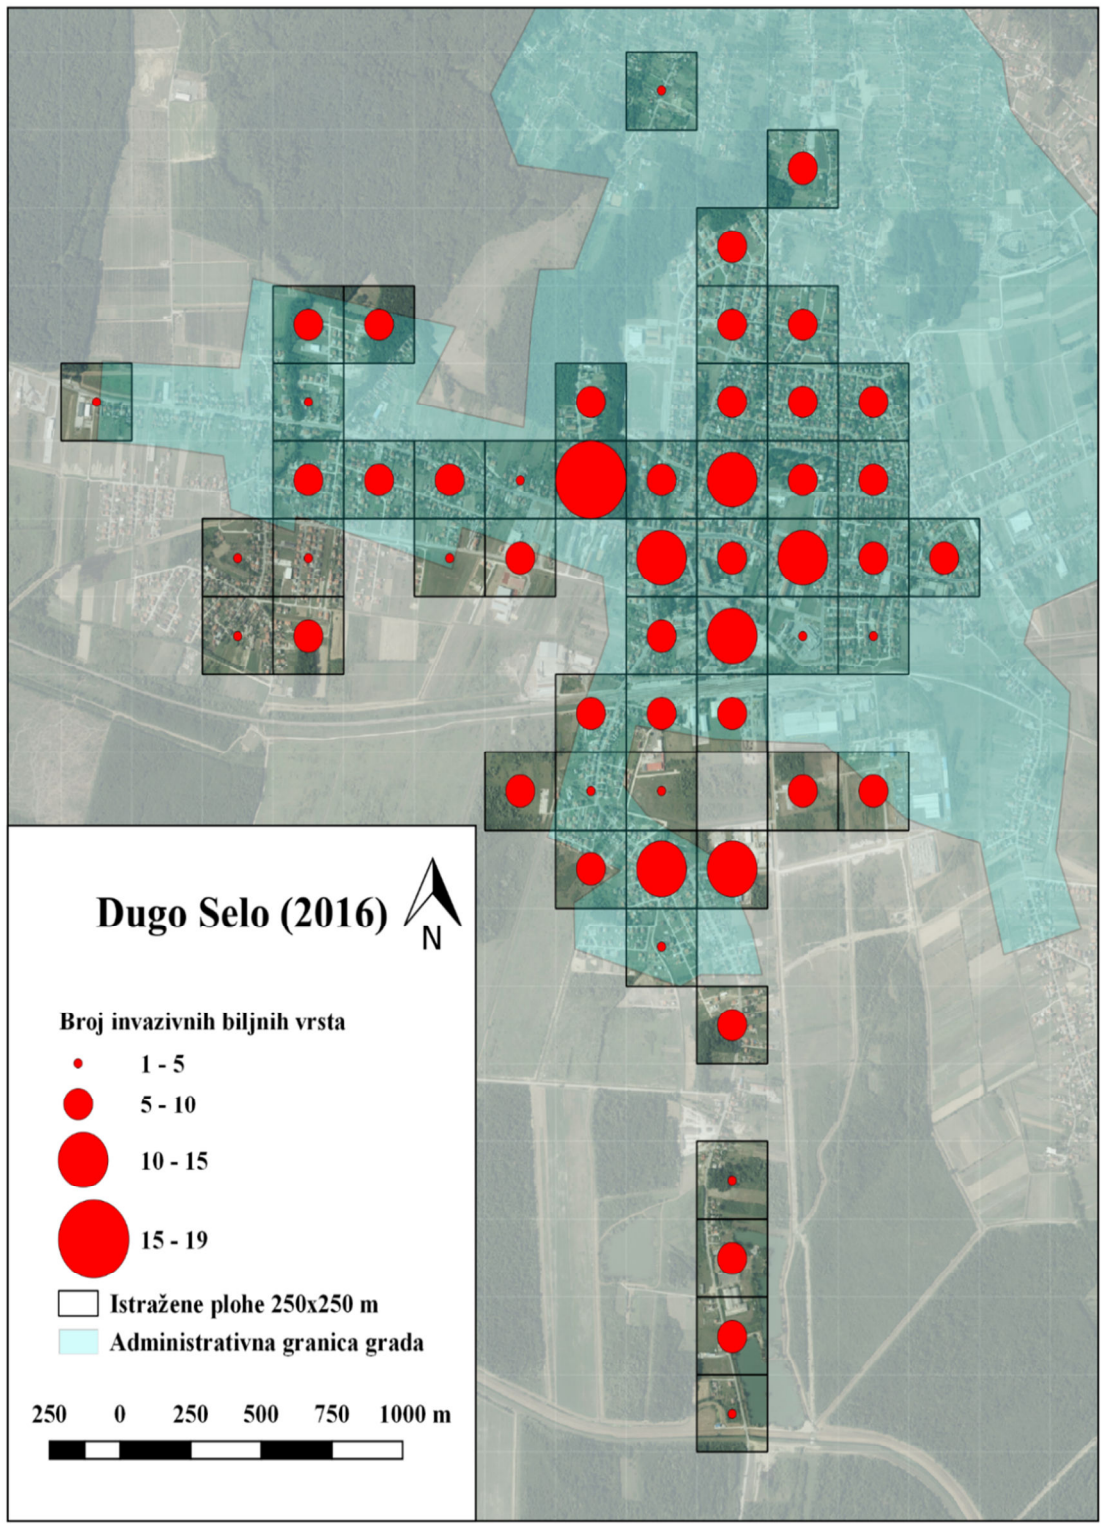 Dugo Selo (2016)
N
Broj invazivnih biljnih vrsta
1 - 5
5 - 10
10 - 15
15 - 19
Istražene plohe 250x250 m
Administrativna granica grada
250 0 250 500 750 1000 m